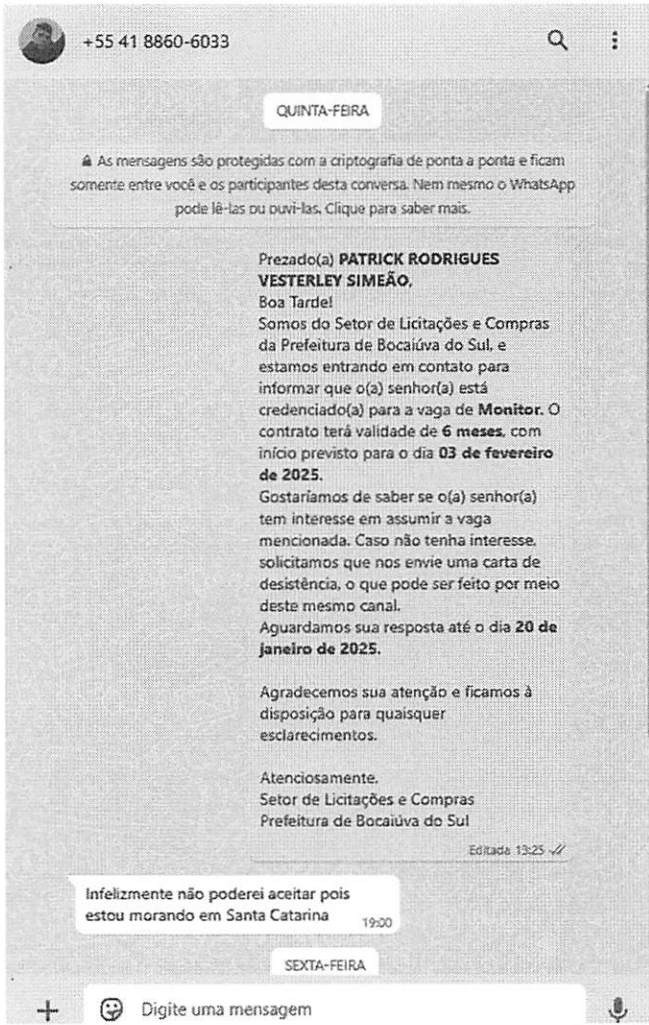 +55 41 8860-6033
QUINTA-FEIRA
As mensagens são protegidas com a criptografia de ponta a ponta e ficam
somente entre você e os participantes desta conversa. Nem mesmo o WhatsApp
pode lê-las ou ouvi-las. Clique para saber mais.
Prezado(a) PATRICK RODRIGUES
VESTERLEY SIMEÃO,
Boa Tarde!
Somos do Setor de Licitações e Compras
da Prefeitura de Bocaiúva do Sul, e
estamos entrando em contato para
informar que o(a) senhor(a) está
credenciado(a) para a vaga de Monitor. O
contrato terá validade de 6 meses, com
início previsto para o dia 03 de fevereiro
de 2025.
Gostaríamos de saber se o(a) senhor(a)
tem interesse em assumir a vaga
mencionada. Caso não tenha interesse,
solicitamos que nos envie uma carta de
desistência, o que pode ser feito por meio
deste mesmo canal.
Aguardamos sua resposta até o dia 20 de
janeiro de 2025.
Agradecemos sua atenção e ficamos à
disposição para quaisquer
esclarecimentos.
Atenciosamente,
Setor de Licitações e Compras
Prefeitura de Bocaiúva do Sul
Editada 13:25
Infelizmente não poderei aceitar pois
estou morando em Santa Catarina
19:00
SEXTA-FEIRA
Digite uma mensagem